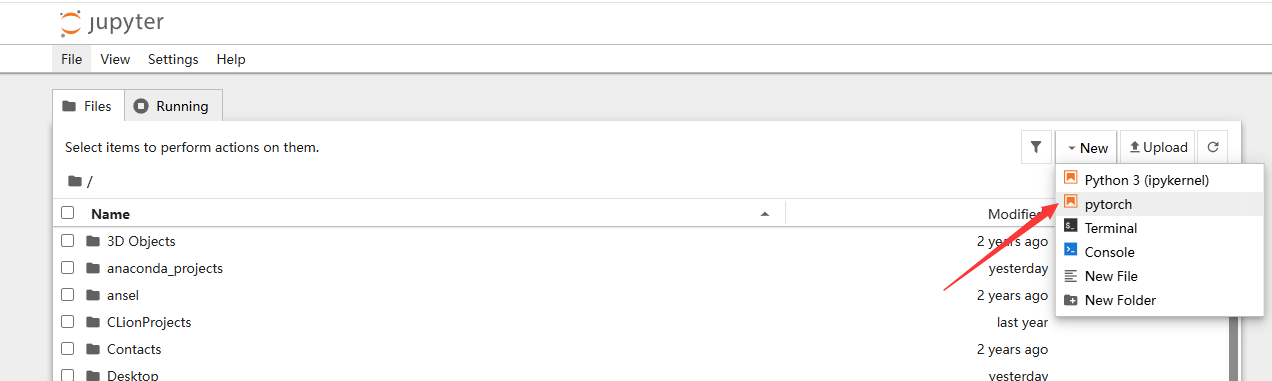 jupyter
File View Settings Help
Files Running
Select items to perform actions on them.
New Upload
/
Python 3 (ipykernel)
pytorch
Terminal
Console
New File
New Folder
Name Modified
3D Objects 2 years ago
anaconda_projects yesterday
ansel 2 years ago
CLionProjects last year
Contacts 2 years ago
Desktop yesterday